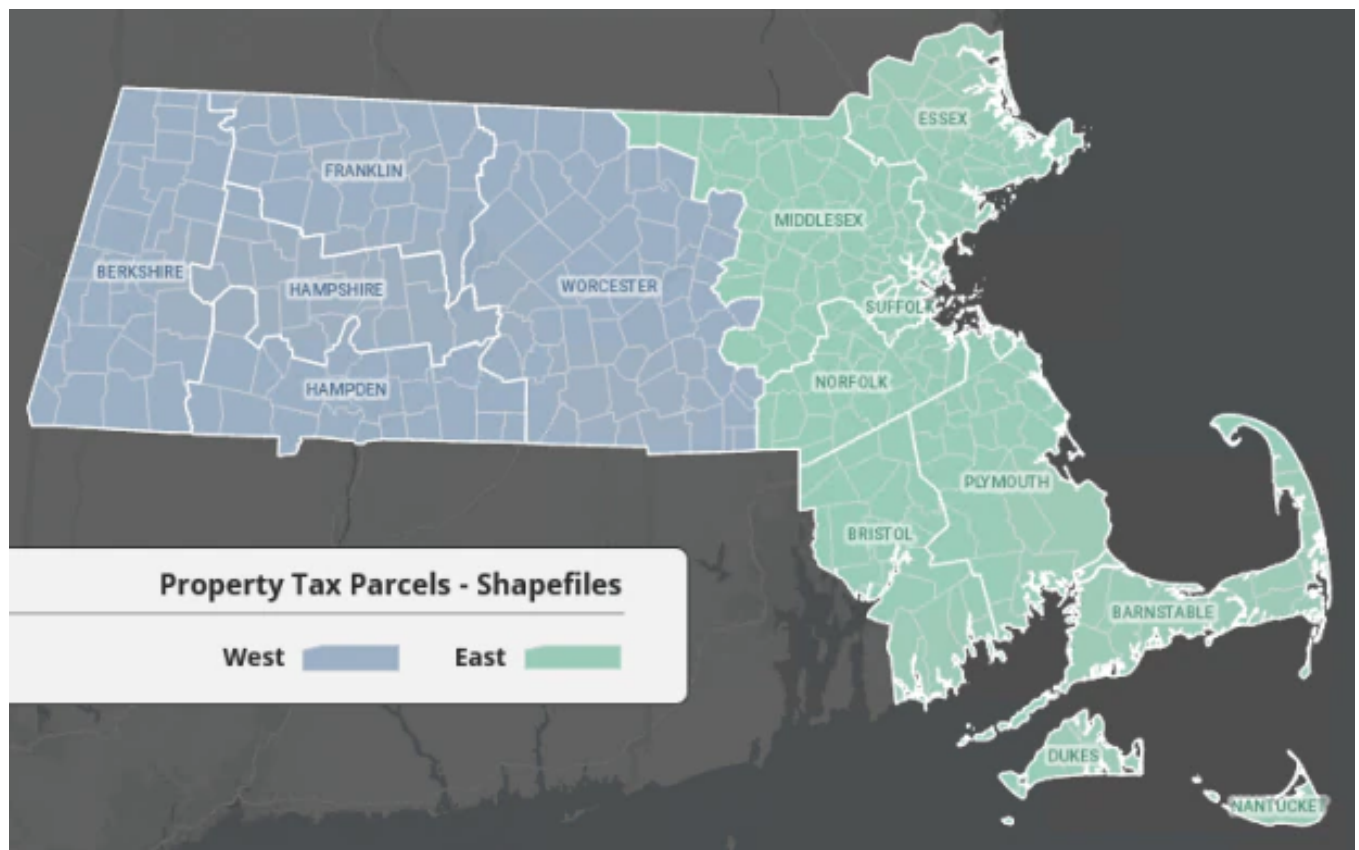 ESSEX
FRANKLIN
MIDDLESEX
BERKSHIRE
HAMPSHIRE
WORCESTER
SUFFOLK
HAMPDEN
NORFOLK
PLYMOUTH
BRISTOL
Property Tax Parcels - Shapefiles
BARNSTABLE
West
East
DUKES
NANTUCKET